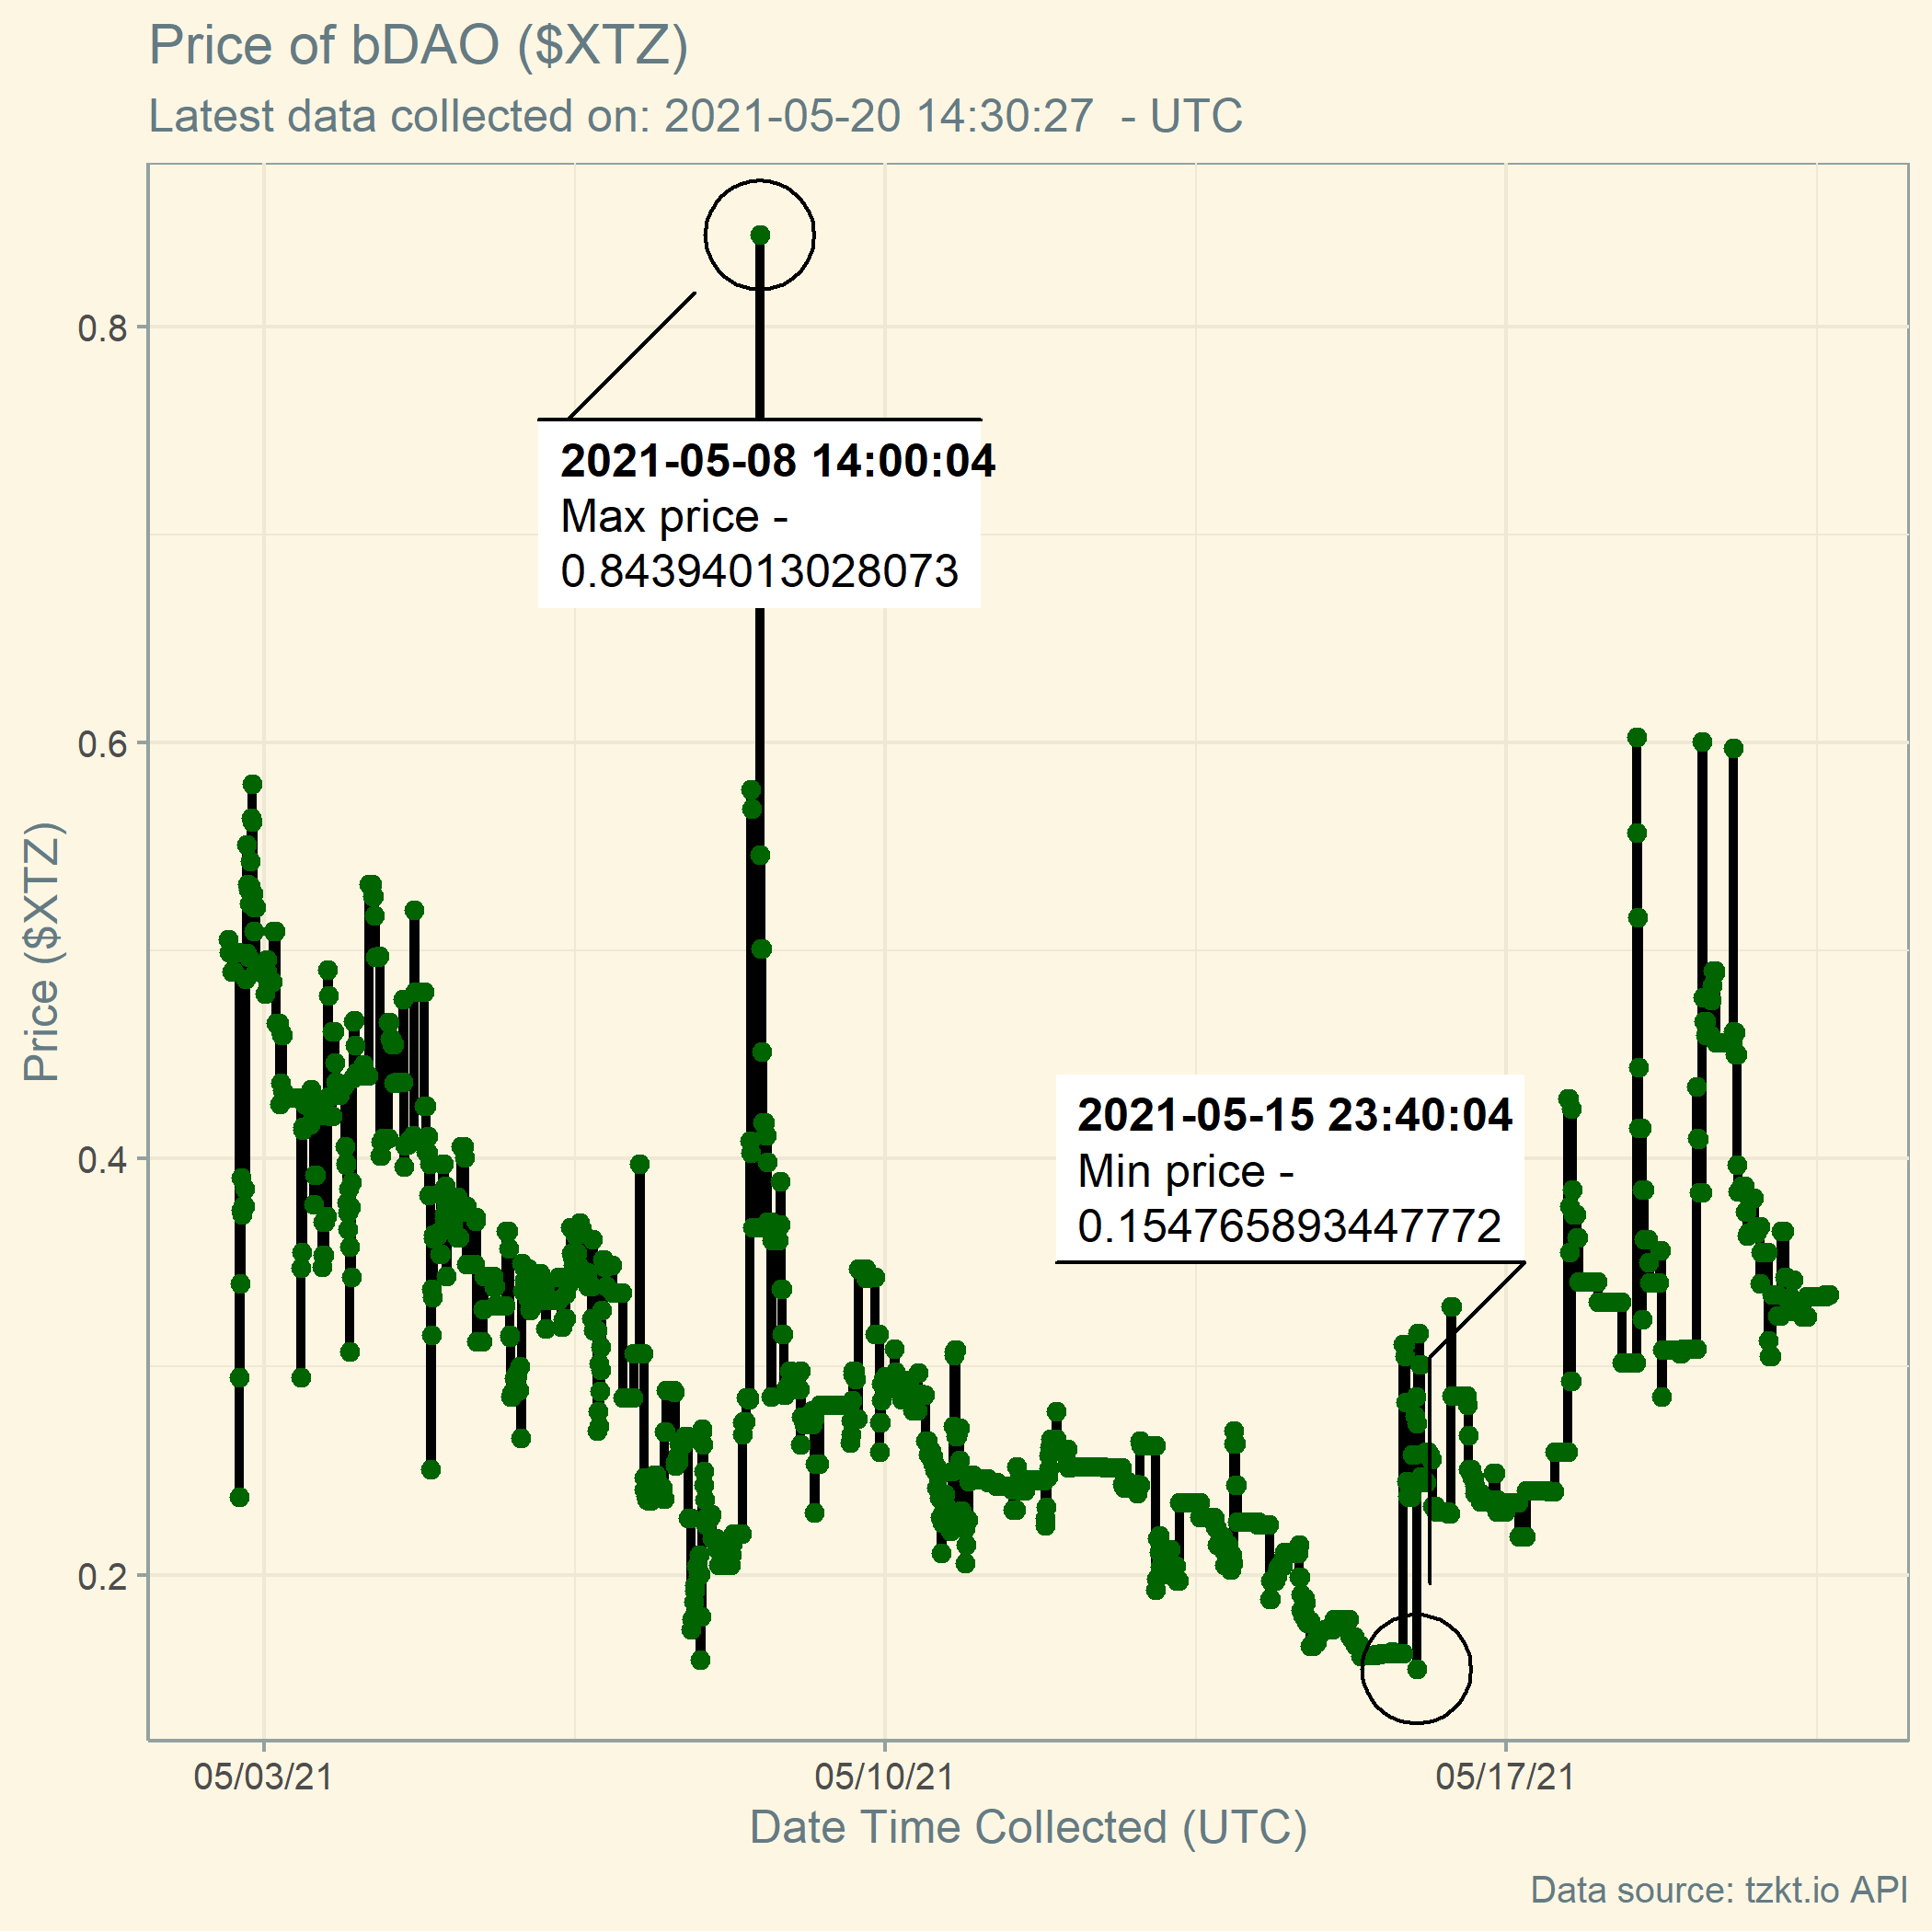 Price of bDAO ($XTZ)
Latest data collected on: 2021-05-20 14:30:27  - UTC
0.8
0.6
0.4
0.2
Price ($XTZ)
2021-05-08 14:00:04
Max price -
0.84394013028073
2021-05-15 23:40:04
Min price -
0.154765893447772
05/03/21
05/10/21
05/17/21
Date Time Collected (UTC)
Data source: tzkt.io API